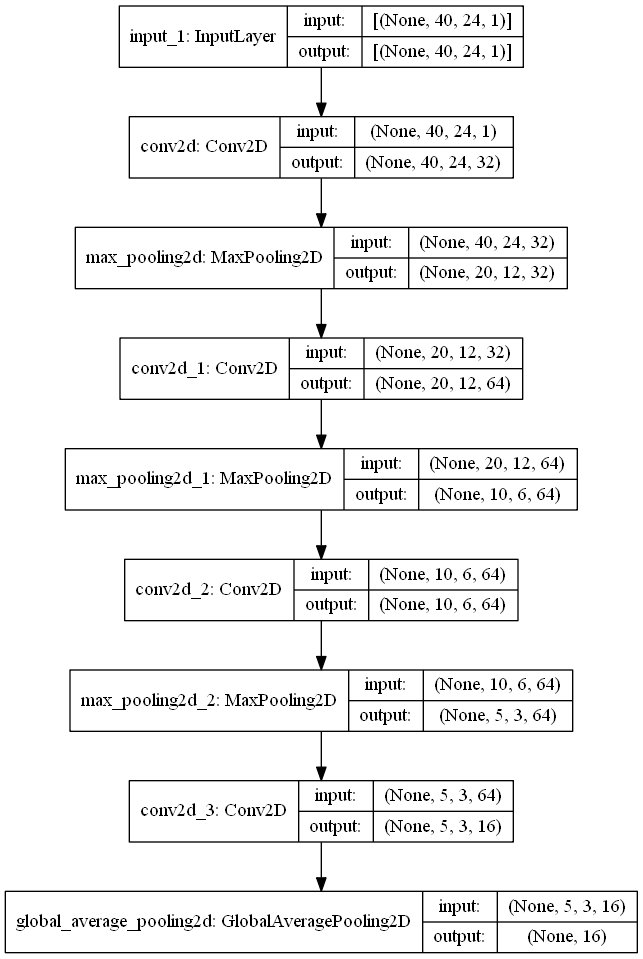 input_1: InputLayer
input:
[(None, 40, 24, 1)]
output:
[(None, 40, 24, 1)]
conv2d: Conv2D
input:
(None, 40, 24, 1)
output:
(None, 40, 24, 32)
max_pooling2d: MaxPooling2D
input:
(None, 40, 24, 32)
output:
(None, 20, 12, 32)
conv2d_1: Conv2D
input:
(None, 20, 12, 32)
output:
(None, 20, 12, 64)
max_pooling2d_1: MaxPooling2D
input:
(None, 20, 12, 64)
output:
(None, 10, 6, 64)
conv2d_2: Conv2D
input:
(None, 10, 6, 64)
output:
(None, 10, 6, 64)
max_pooling2d_2: MaxPooling2D
input:
(None, 10, 6, 64)
output:
(None, 5, 3, 64)
conv2d_3: Conv2D
input:
(None, 5, 3, 64)
output:
(None, 5, 3, 16)
global_average_pooling2d: GlobalAveragePooling2D
input:
(None, 5, 3, 16)
output:
(None, 16)